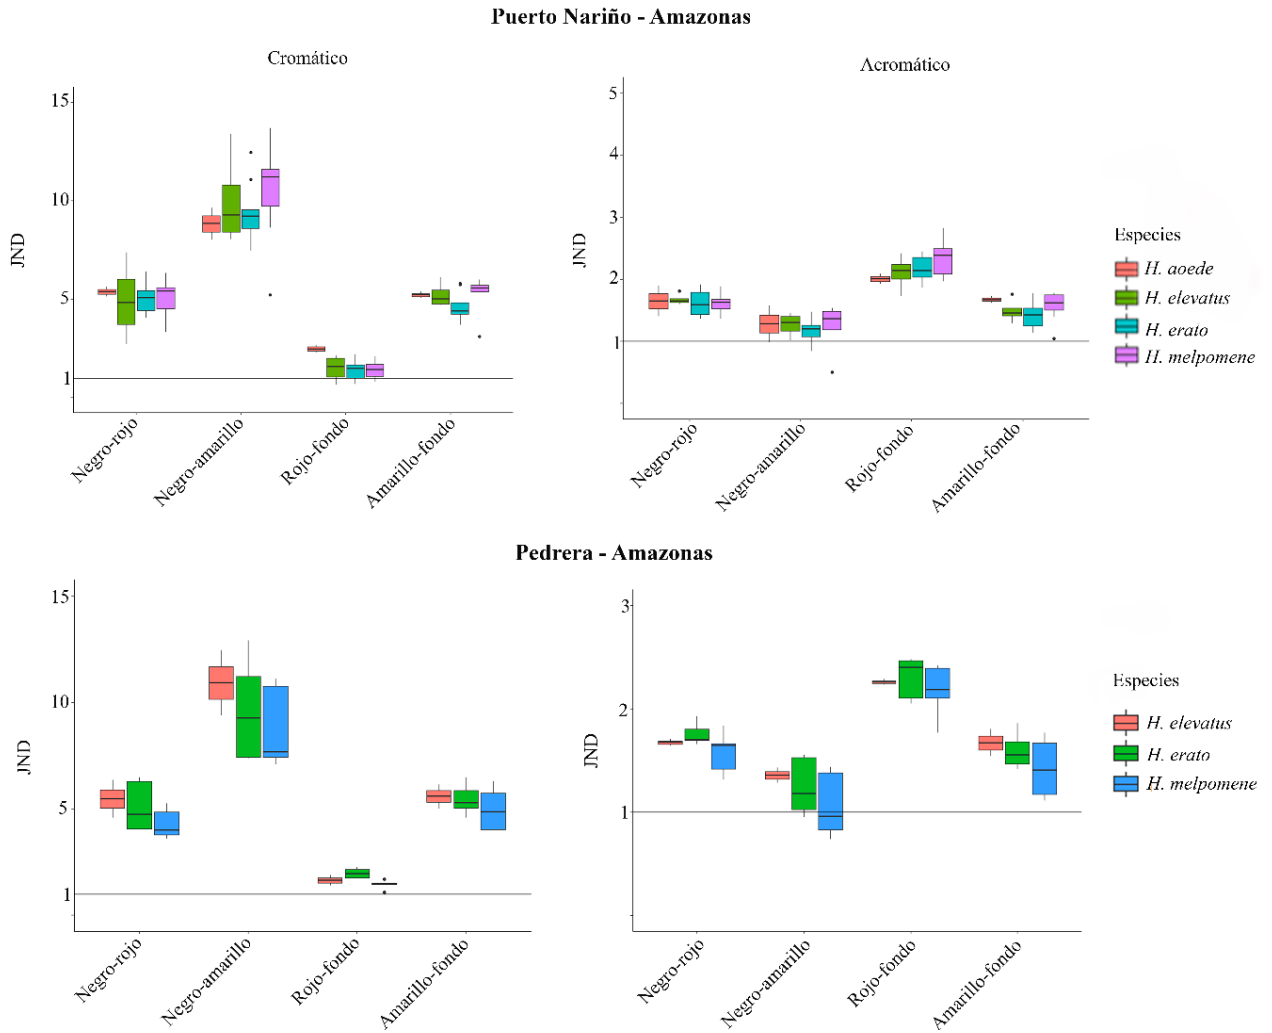 Puerto Nariño - Amazonas
Cromático
Acromático
15
10
5
1
JND
Negro-rojo
Negro-amarillo
Rojo-fondo
Amarillo-fondo
5
4
3
2
1
JND
Negro-rojo
Negro-amarillo
Rojo-fondo
Amarillo-fondo
Especies
H. aoede
H. elevatus
H. erato
H. melpomene
Pedrera - Amazonas
15
10
5
1
JND
Negro-rojo
Negro-amarillo
Rojo-fondo
Amarillo-fondo
3
2
1
JND
Negro-rojo
Negro-amarillo
Rojo-fondo
Amarillo-fondo
Especies
H. elevatus
H. erato
H. melpomene